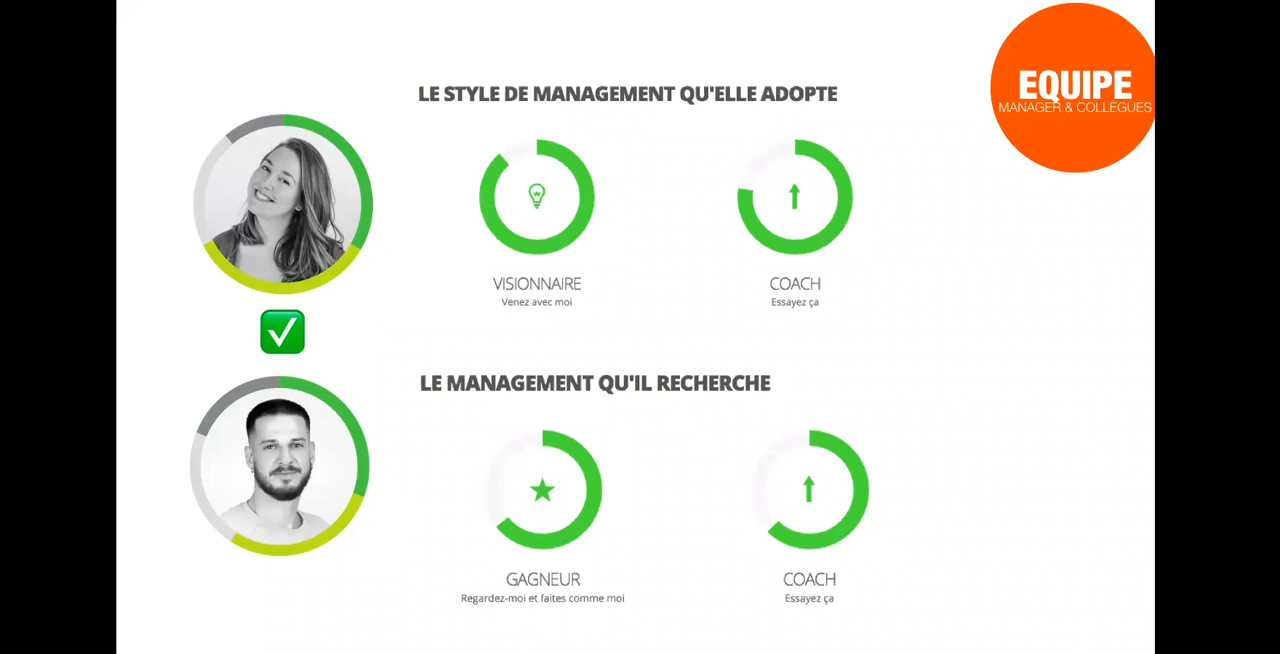 EQUIPE
MANAGER & COLLÈGUES
LE STYLE DE MANAGEMENT QU'ELLE ADOPTE
VISIONNAIRE
Venez avec moi
COACH
Essayez ça
LE MANAGEMENT QU'IL RECHERCHE
GAGNEUR
Regardez-moi et faites comme moi
COACH
Essayez ça